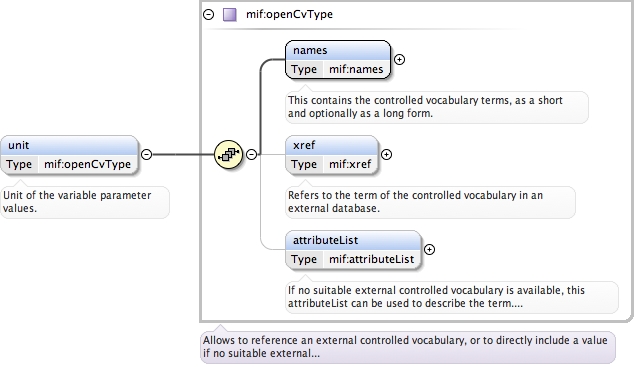 mif:openCvType
names
Type mif:names
This contains the controlled vocabulary terms, as a short
and optionally as a long form.
unit
Type mif:openCvType
Unit of the variable parameter
values.
xref
Type mif:xref
Refers to the term of the controlled vocabulary in an
external database.
attributeList
Type mif:attributeList
If no suitable external controlled vocabulary is available, this
attributeList can be used to describe the term....
Allows to reference an external controlled vocabulary, or to directly include a value
if no suitable external...